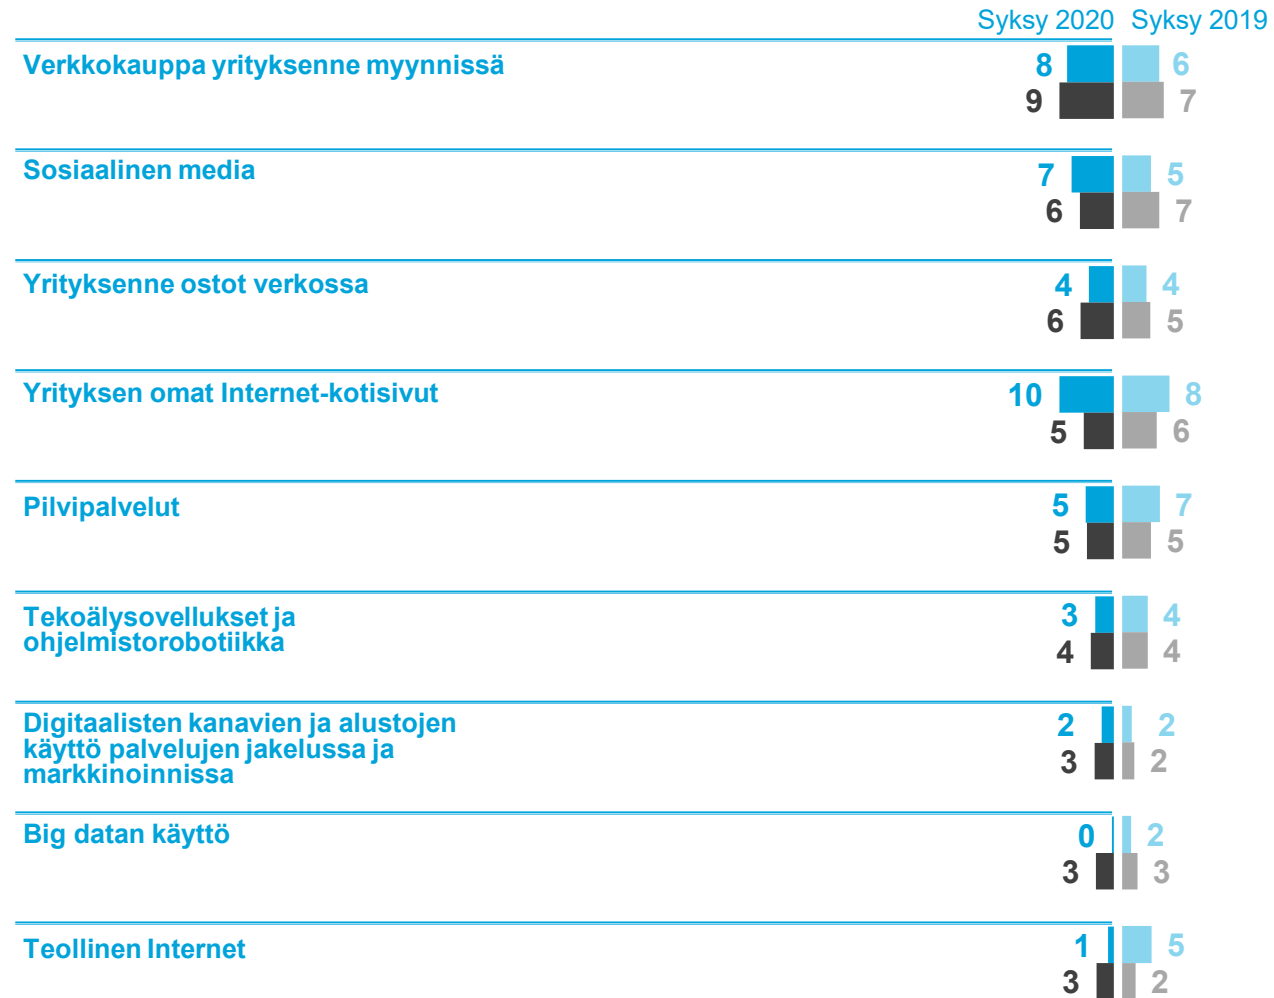 Syksy 2020 Syksy 2019
Verkkokauppa yrityksenne myynnissä 8 6
9 7
Sosiaalinen media 7 5
6 7
Yrityksenne ostot verkossa 4 4
6 5
Yrityksen omat Internet-kotisivut 10 8
5 6
Pilvipalvelut 5 7
5 5
Tekoälysovellukset ja 3 4
ohjelmistorobotiikka 4 4
Digitaalisten kanavien ja alustojen 2 2
käyttö palvelujen jakelussa ja 3 2
markkinoinnissa
Big datan käyttö 0 2
3 3
Teollinen Internet 1 5
3 2